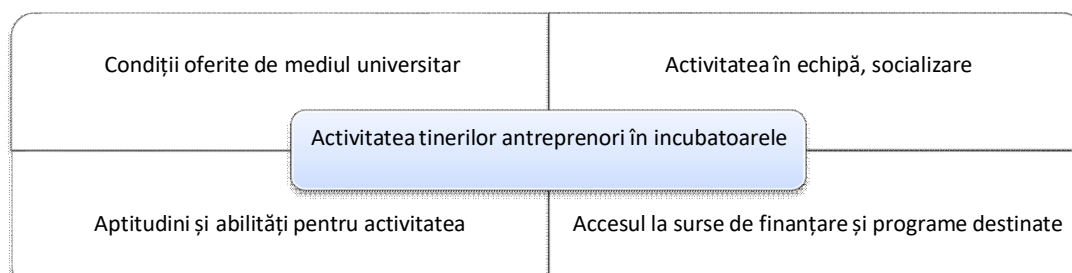 Condiții oferite de mediul universitar
Activitatea în echipă, socializare
Activitatea tinerilor antreprenori în incubatoarele
Aptitudini și abilități pentru activitatea
Accesul la surse de finanțare și programe destinate